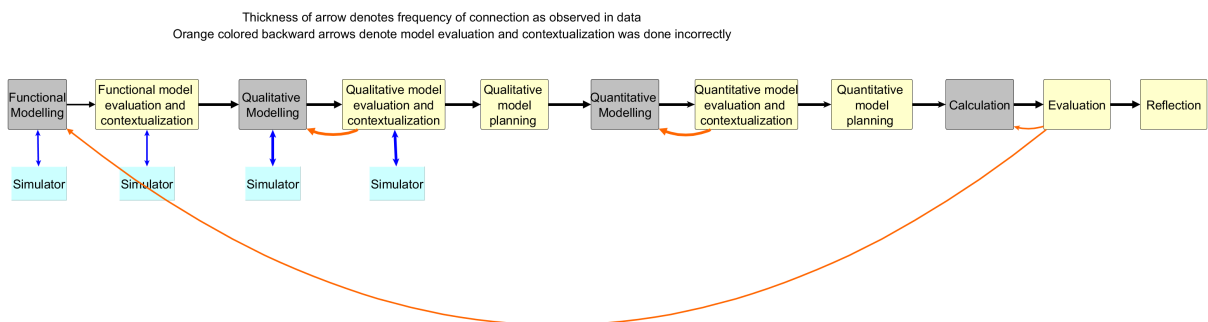 Thickness of arrow denotes frequency of connection as observed in data
Orange colored backward arrows denote model evaluation and contextualization was done incorrectly
Functional
Modelling
Functional model
evaluation and
contextualization
Qualitative
Modelling
Qualitative model
evaluation and
contextualization
Qualitative
model
planning
Quantitative
Modelling
Quantitative model
evaluation and
contextualization
Quantitative
model
planning
Calculation
Evaluation
Reflection
Simulator
Simulator
Simulator
Simulator